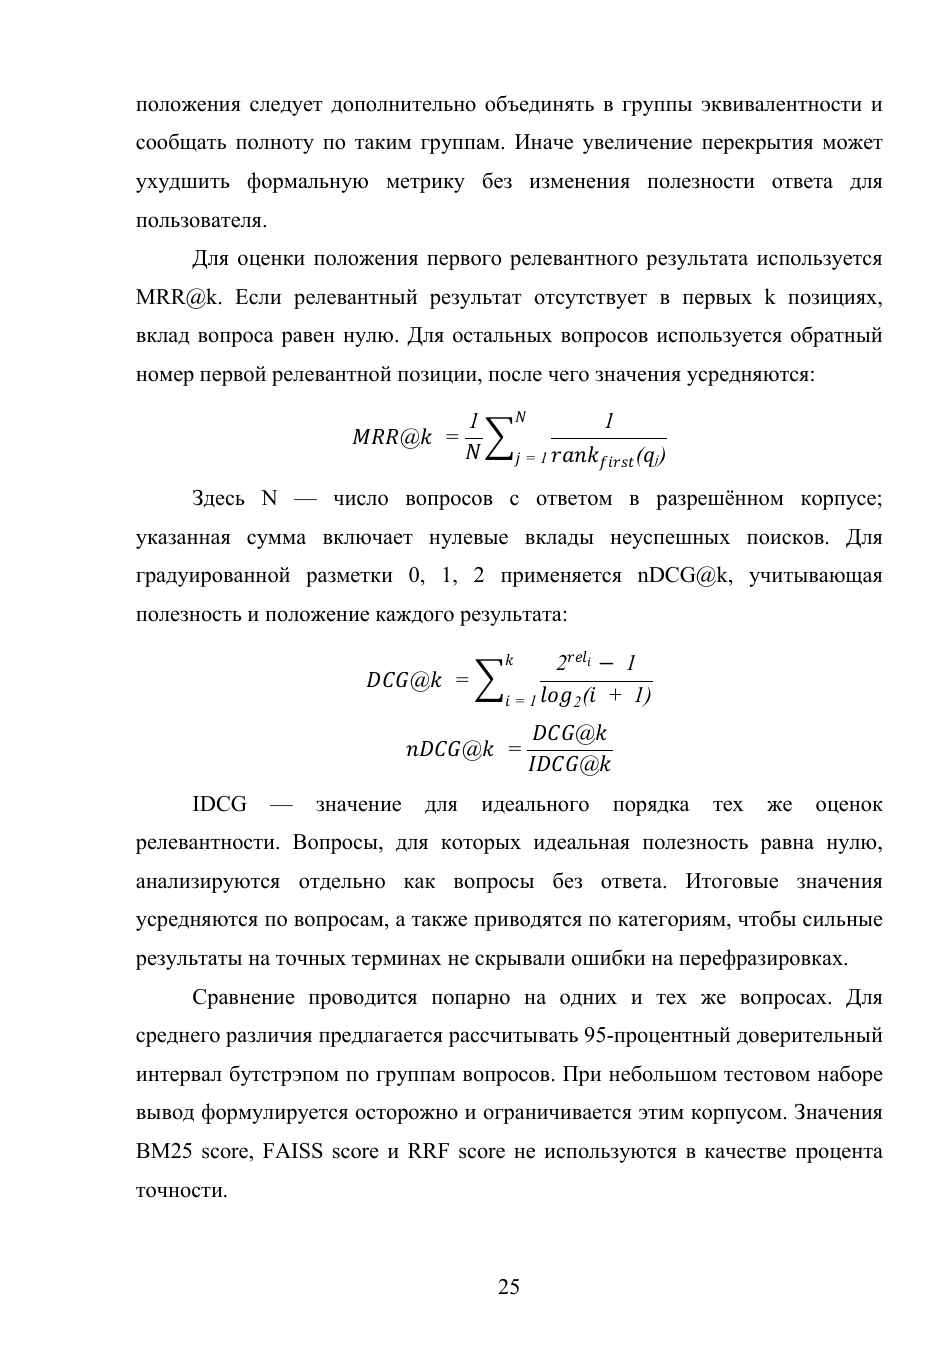 положения следует дополнительно объединять в группы эквивалентности и
сообщать полноту по таким группам. Иначе увеличение перекрытия может
ухудшить формальную метрику без изменения полезности ответа для
пользователя.
Для оценки положения первого релевантного результата используется
MRR@k. Если релевантный результат отсутствует в первых k позициях,
вклад вопроса равен нулю. Для остальных вопросов используется обратный
номер первой релевантной позиции, после чего значения усредняются:
MRR@k = 1/N ∑_{j = 1}^{N} 1/rank_{first}(q_j)
Здесь N — число вопросов с ответом в разрешённом корпусе;
указанная сумма включает нулевые вклады неуспешных поисков. Для
градуированной разметки 0, 1, 2 применяется nDCG@k, учитывающая
полезность и положение каждого результата:
DCG@k = ∑_{i = 1}^{k} (2^{rel_i} − 1)/log_2(i + 1)
nDCG@k = DCG@k/IDCG@k
IDCG — значение для идеального порядка тех же оценок
релевантности. Вопросы, для которых идеальная полезность равна нулю,
анализируются отдельно как вопросы без ответа. Итоговые значения
усредняются по вопросам, а также приводятся по категориям, чтобы сильные
результаты на точных терминах не скрывали ошибки на перефразировках.
Сравнение проводится попарно на одних и тех же вопросах. Для
среднего различия предлагается рассчитывать 95-процентный доверительный
интервал бутстрэпом по группам вопросов. При небольшом тестовом наборе
вывод формулируется осторожно и ограничивается этим корпусом. Значения
BM25 score, FAISS score и RRF score не используются в качестве процента
точности.
25